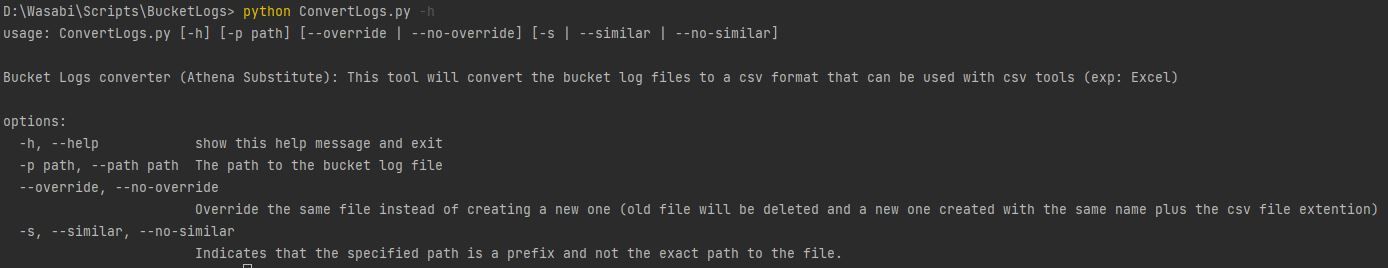 D:\Wasabi\Scripts\BucketLogs> python ConvertLogs.py -h
usage: ConvertLogs.py [-h] [-p path] [--override | --no-override] [-s | --similar | --no-similar]
Bucket Logs converter (Athena Substitute): This tool will convert the bucket log files to a csv format that can be used with csv tools (exp: Excel)
options:
  -h, --help            show this help message and exit
  -p path, --path path  The path to the bucket log file
  --override, --no-override
                        Override the same file instead of creating a new one (old file will be deleted and a new one created with the same name plus the csv file extention)
  -s, --similar, --no-similar
                        Indicates that the specified path is a prefix and not the exact path to the file.